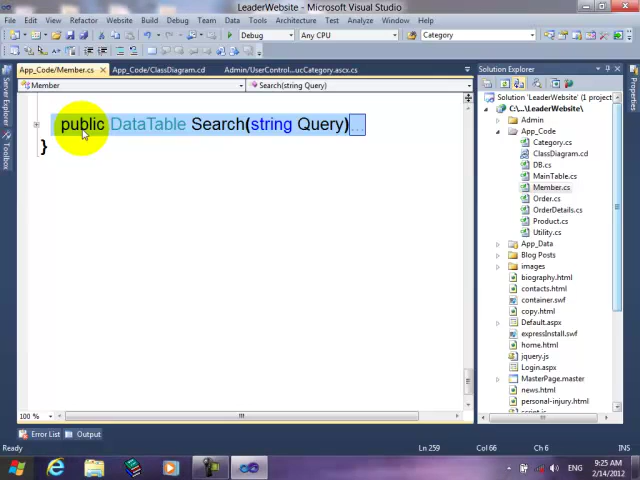 LeaderWebsite - Microsoft Visual Studio
File Edit View Refactor Website Build Debug Team Data Tools Architecture Test Analyze Window Help
Debug Any CPU Category
App_Code/Member.cs App_Code/ClassDiagram.cd Admin/UserControl...ucCategory.ascx.cs
Member Search(string Query)
public DataTable Search(string Query)...
}
100 %
Server Explorer
Toolbox
Solution Explorer
Solution 'LeaderWebsite' (1 project)
C:\...\LeaderWebsite\
Admin
App_Code
Category.cs
ClassDiagram.cd
DB.cs
MainTable.cs
Member.cs
Order.cs
OrderDetails.cs
Product.cs
Utility.cs
App_Data
Blog Posts
images
biography.html
contacts.html
container.swf
copy.html
Default.aspx
expressInstall.swf
home.html
jquery.js
Login.aspx
MasterPage.master
news.html
personal-injury.html
Error List Output
Ready Ln 259 Col 66 Ch 6 INS
ENG 9:25 AM
2/14/2012